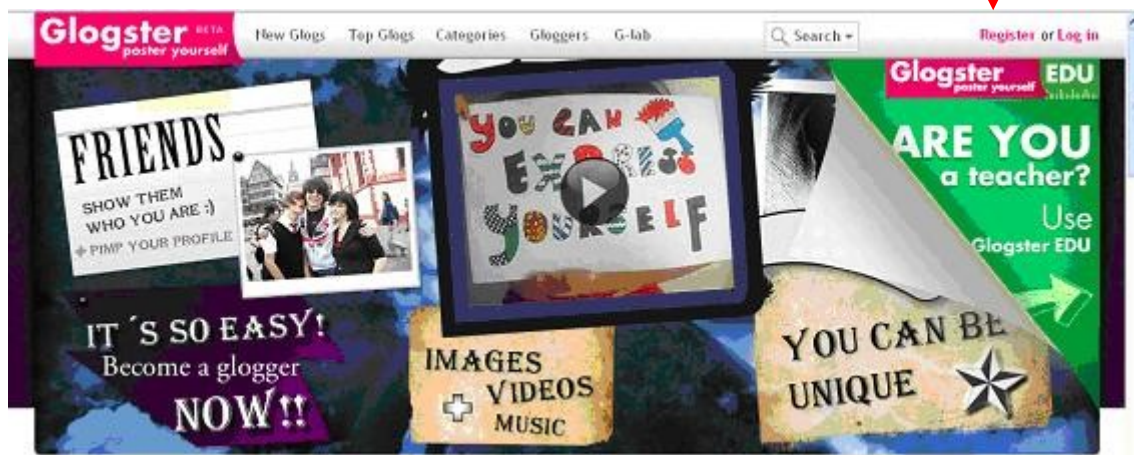 Glogster BETA
poster yourself
New Glogs Top Glogs Categories Gloggers G-lab
Search
Register or Log in
FRIENDS
SHOW THEM
WHO YOU ARE :)
+ PIMP YOUR PROFILE
YOU CAN
EXPRESS
YOURSELF
Glogster EDU
poster yourself
ARE YOU
a teacher?
Use
Glogster EDU
IT ´S SO EASY!
Become a glogger
NOW!!
IMAGES
VIDEOS
MUSIC
YOU CAN BE
UNIQUE